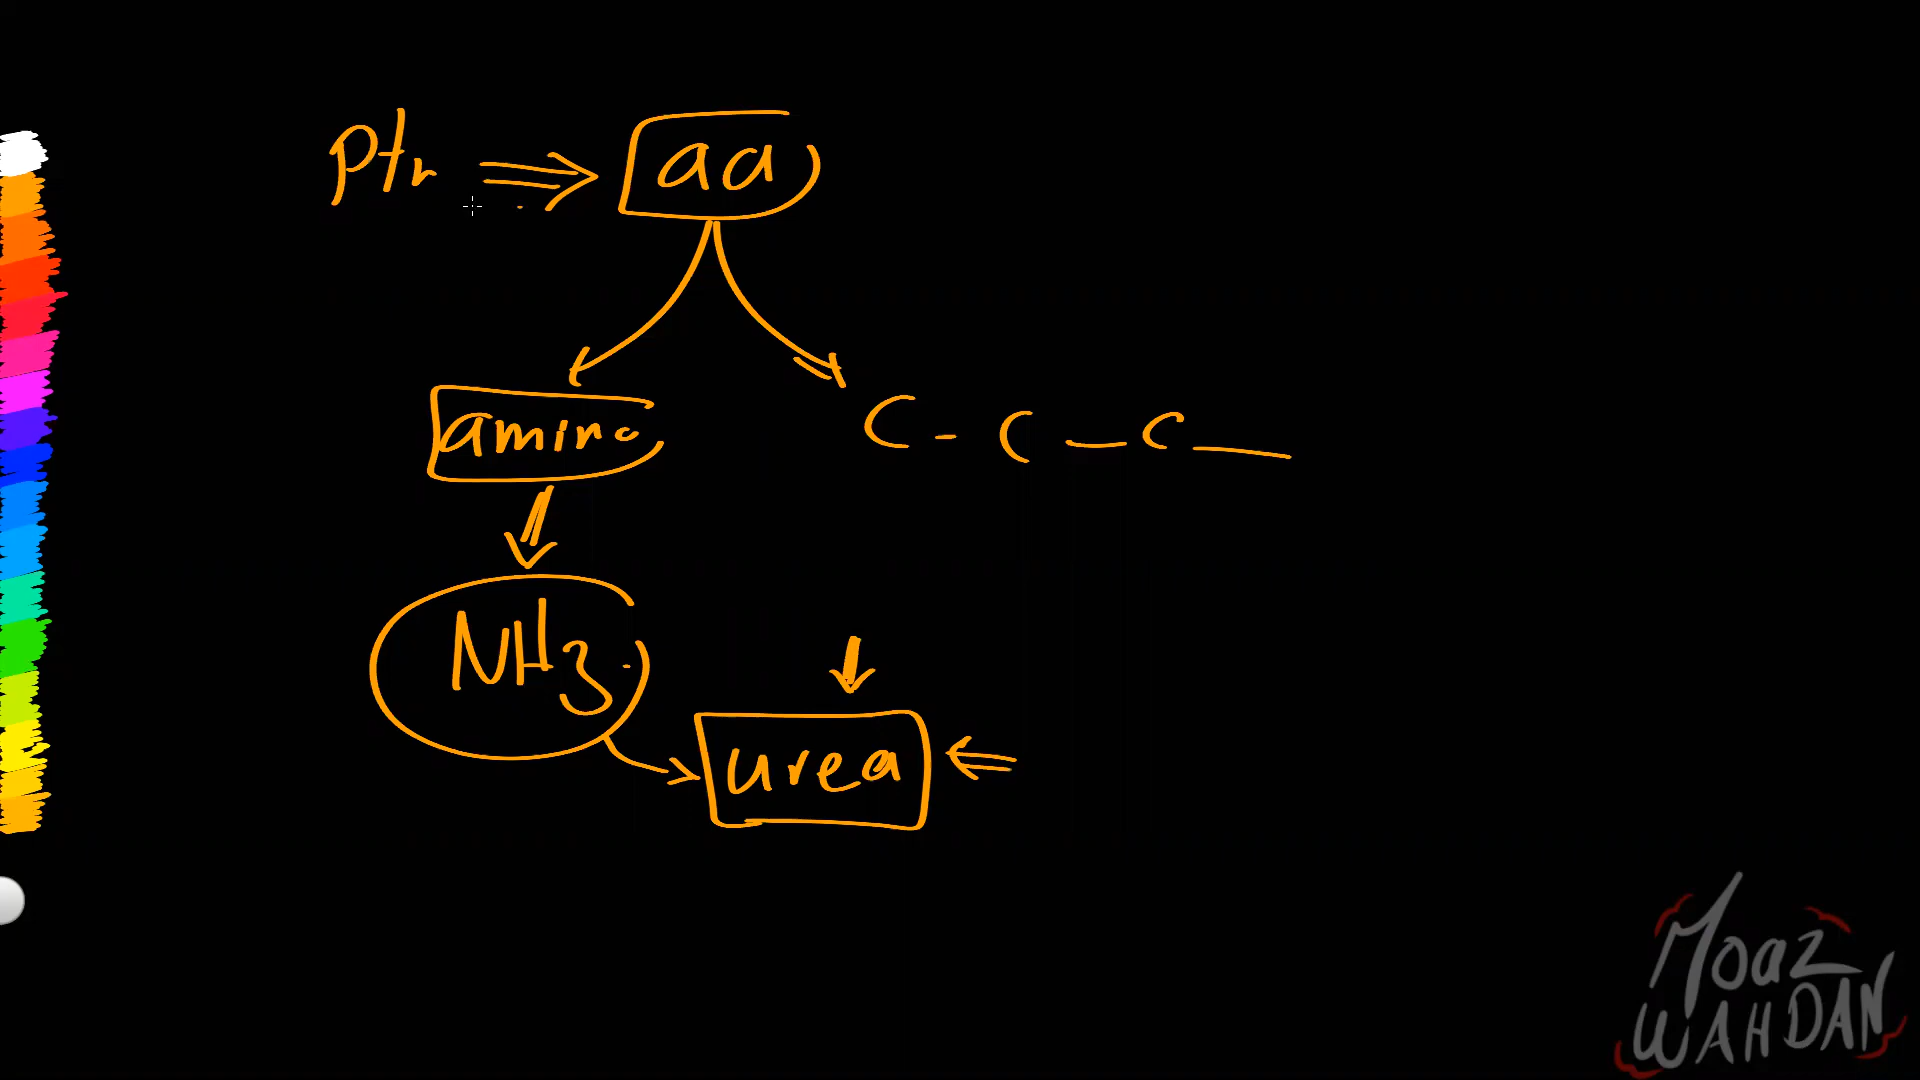 Ptn ⇒ aa
amino C - C - C -
NH3
urea
MOAZ
WAHDAN